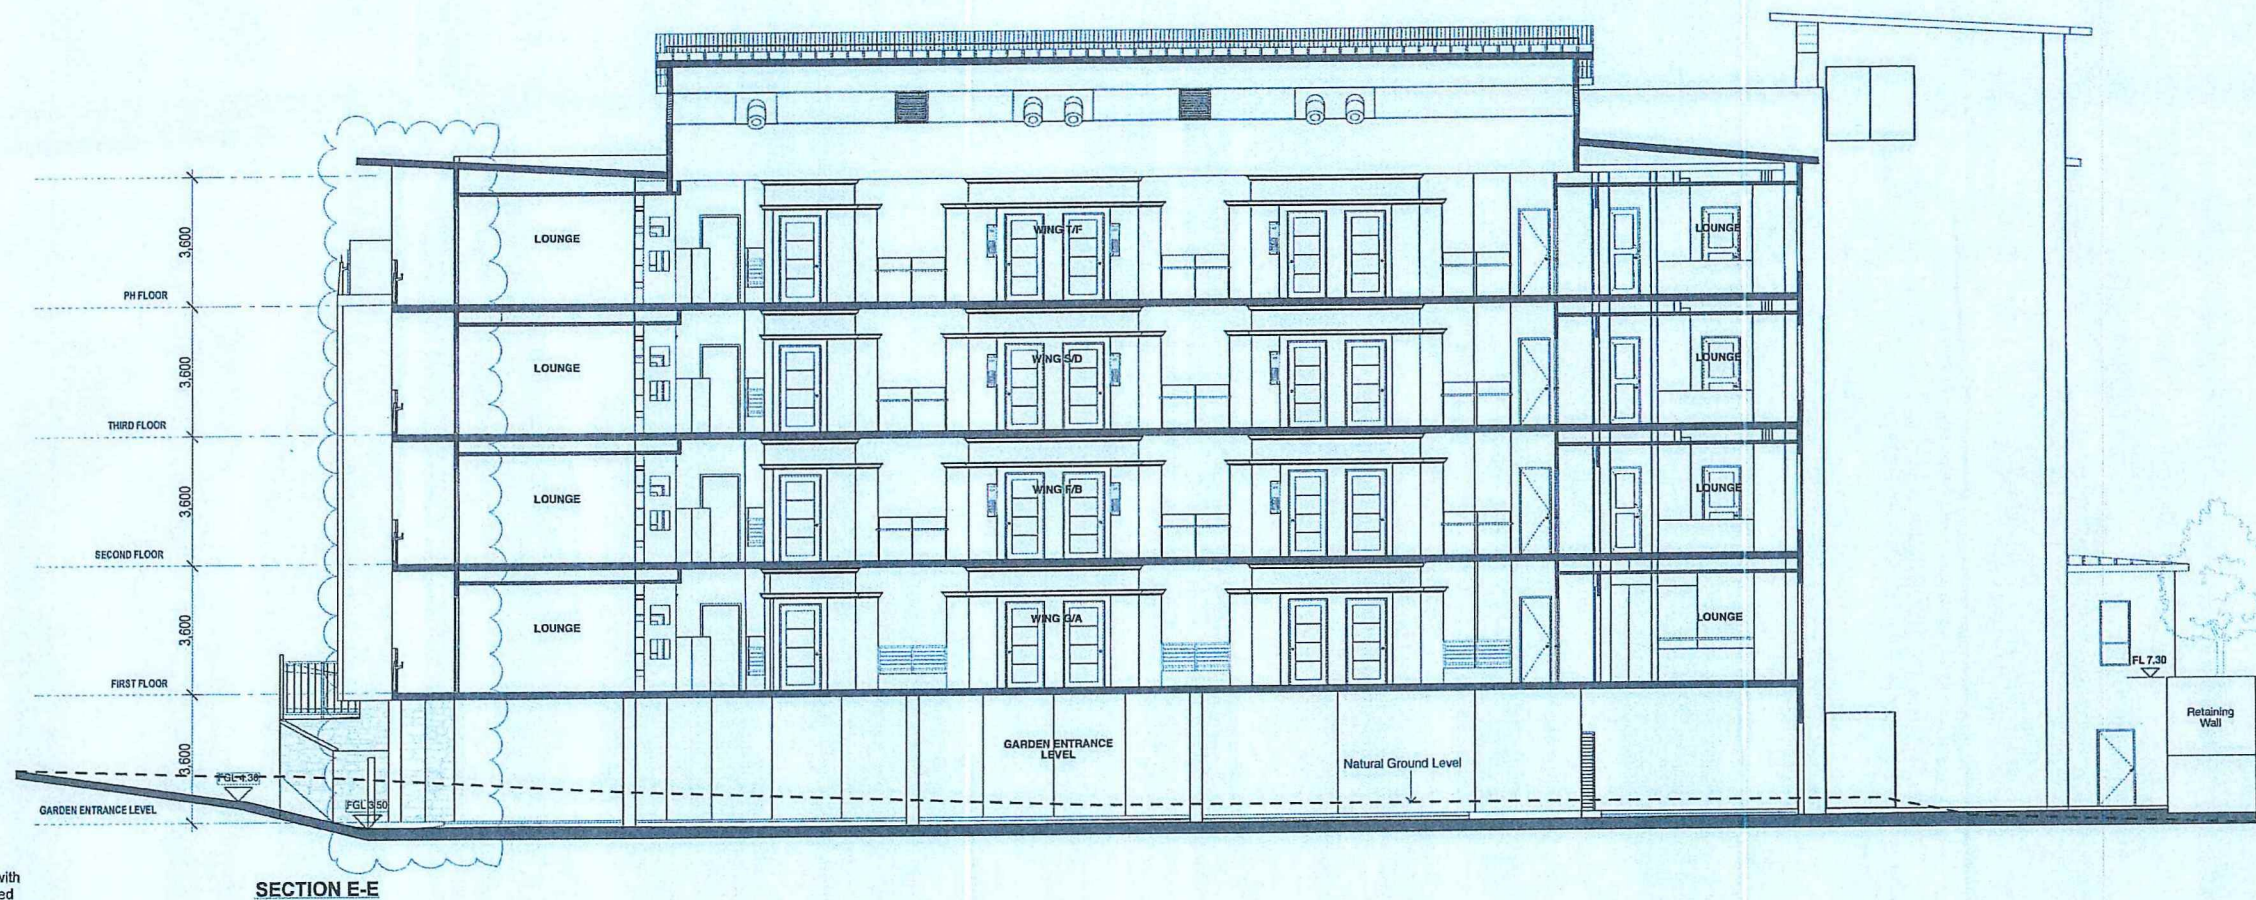 LOUNGE
WING T/F
LOUNGE
3,600
PH FLOOR
LOUNGE
WING S/D
LOUNGE
3,600
THIRD FLOOR
LOUNGE
WING F/B
LOUNGE
3,600
SECOND FLOOR
LOUNGE
WING G/A
LOUNGE
3,600
FIRST FLOOR
FL 7.30
Retaining
Wall
GARDEN ENTRANCE
LEVEL
Natural Ground Level
3,600
FGL 4.30
FGL 3.50
GARDEN ENTRANCE LEVEL
with
ed
SECTION E-E